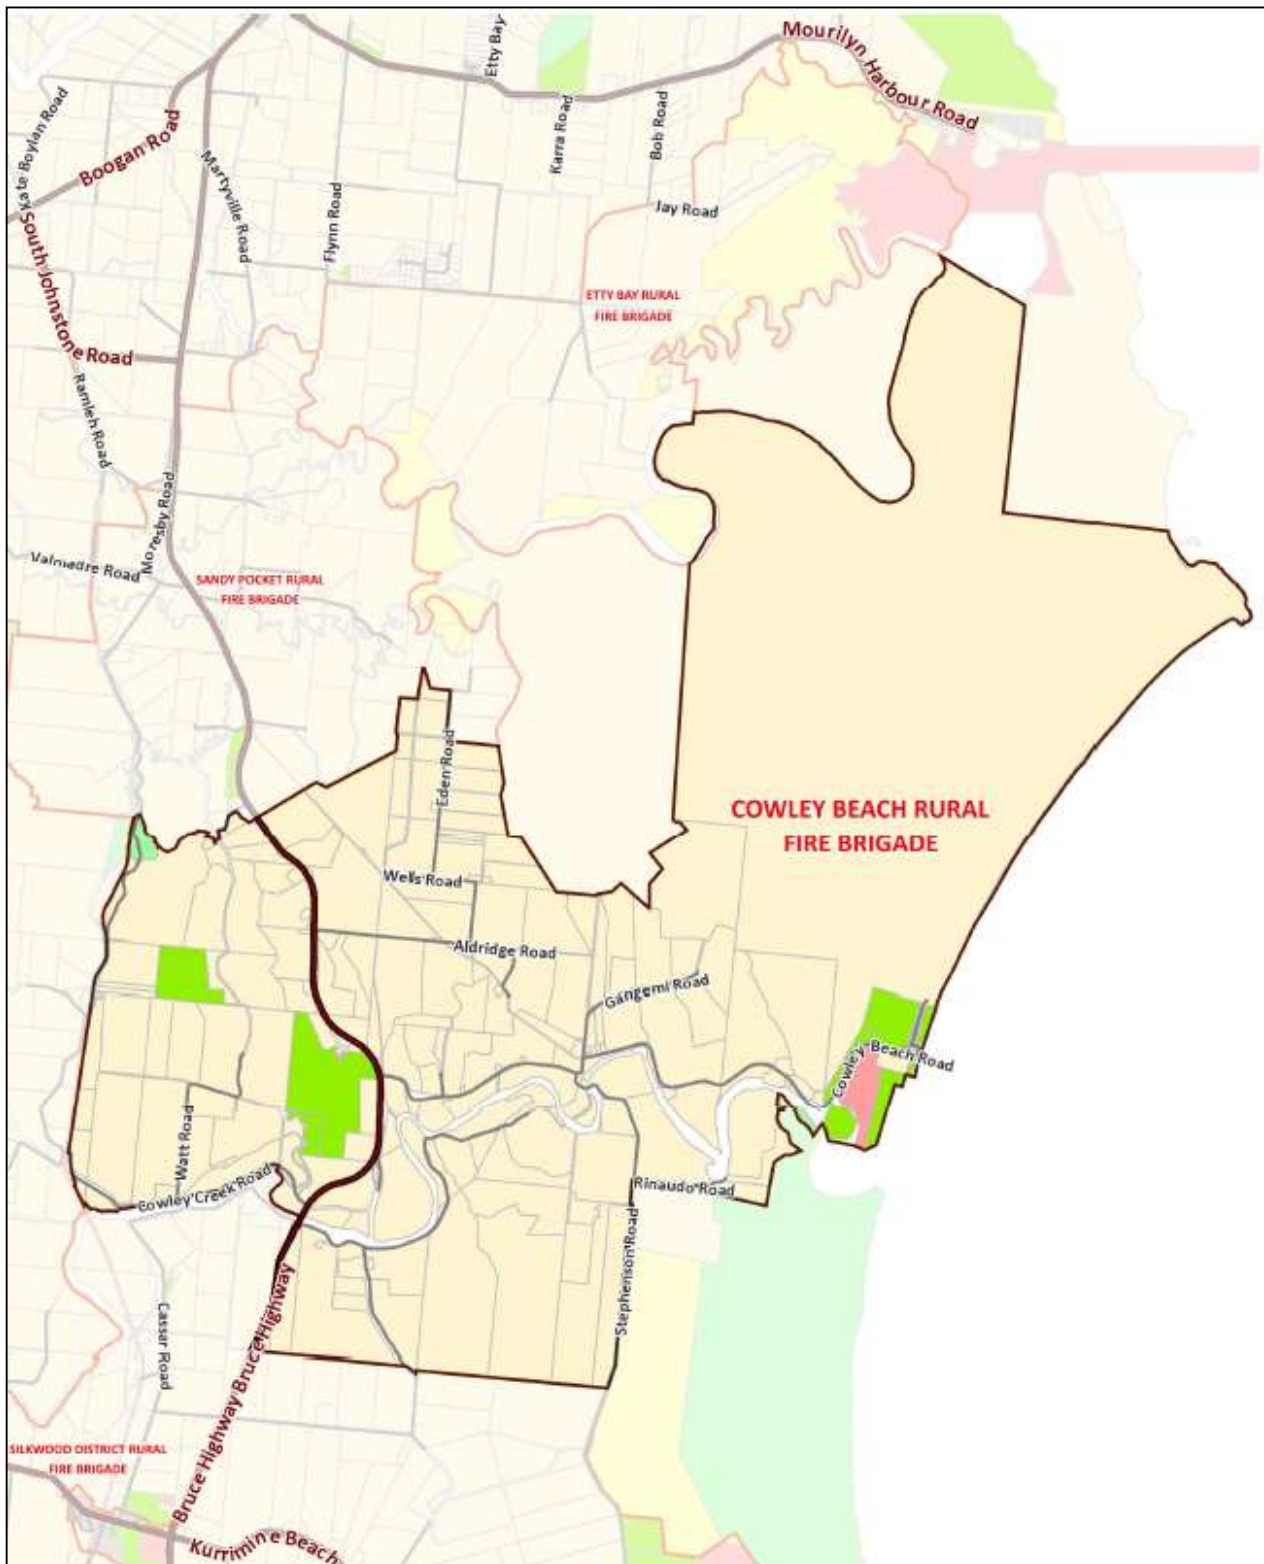 Mourilyn Harbour Road
Etty Bay
Kate Boylan Road
Boogan Road
Karra Road
Bob Road
Martyville Road
Flynn Road
Jay Road
South Johnstone Road
ETTY BAY RURAL
FIRE BRIGADE
Ramleh Road
Moresby Road
Valmadre Road
SANDY POCKET RURAL
FIRE BRIGADE
Eden Road
COWLEY BEACH RURAL
FIRE BRIGADE
Wells Road
Aldridge Road
Gangemi Road
Cowley Beach Road
Watt Road
Cowley Creek Road
Rinaudo Road
Stephenson Road
Cassar Road
Bruce Highway
Bruce Highway
SILKWOOD DISTRICT RURAL
FIRE BRIGADE
Kurrimine Beach